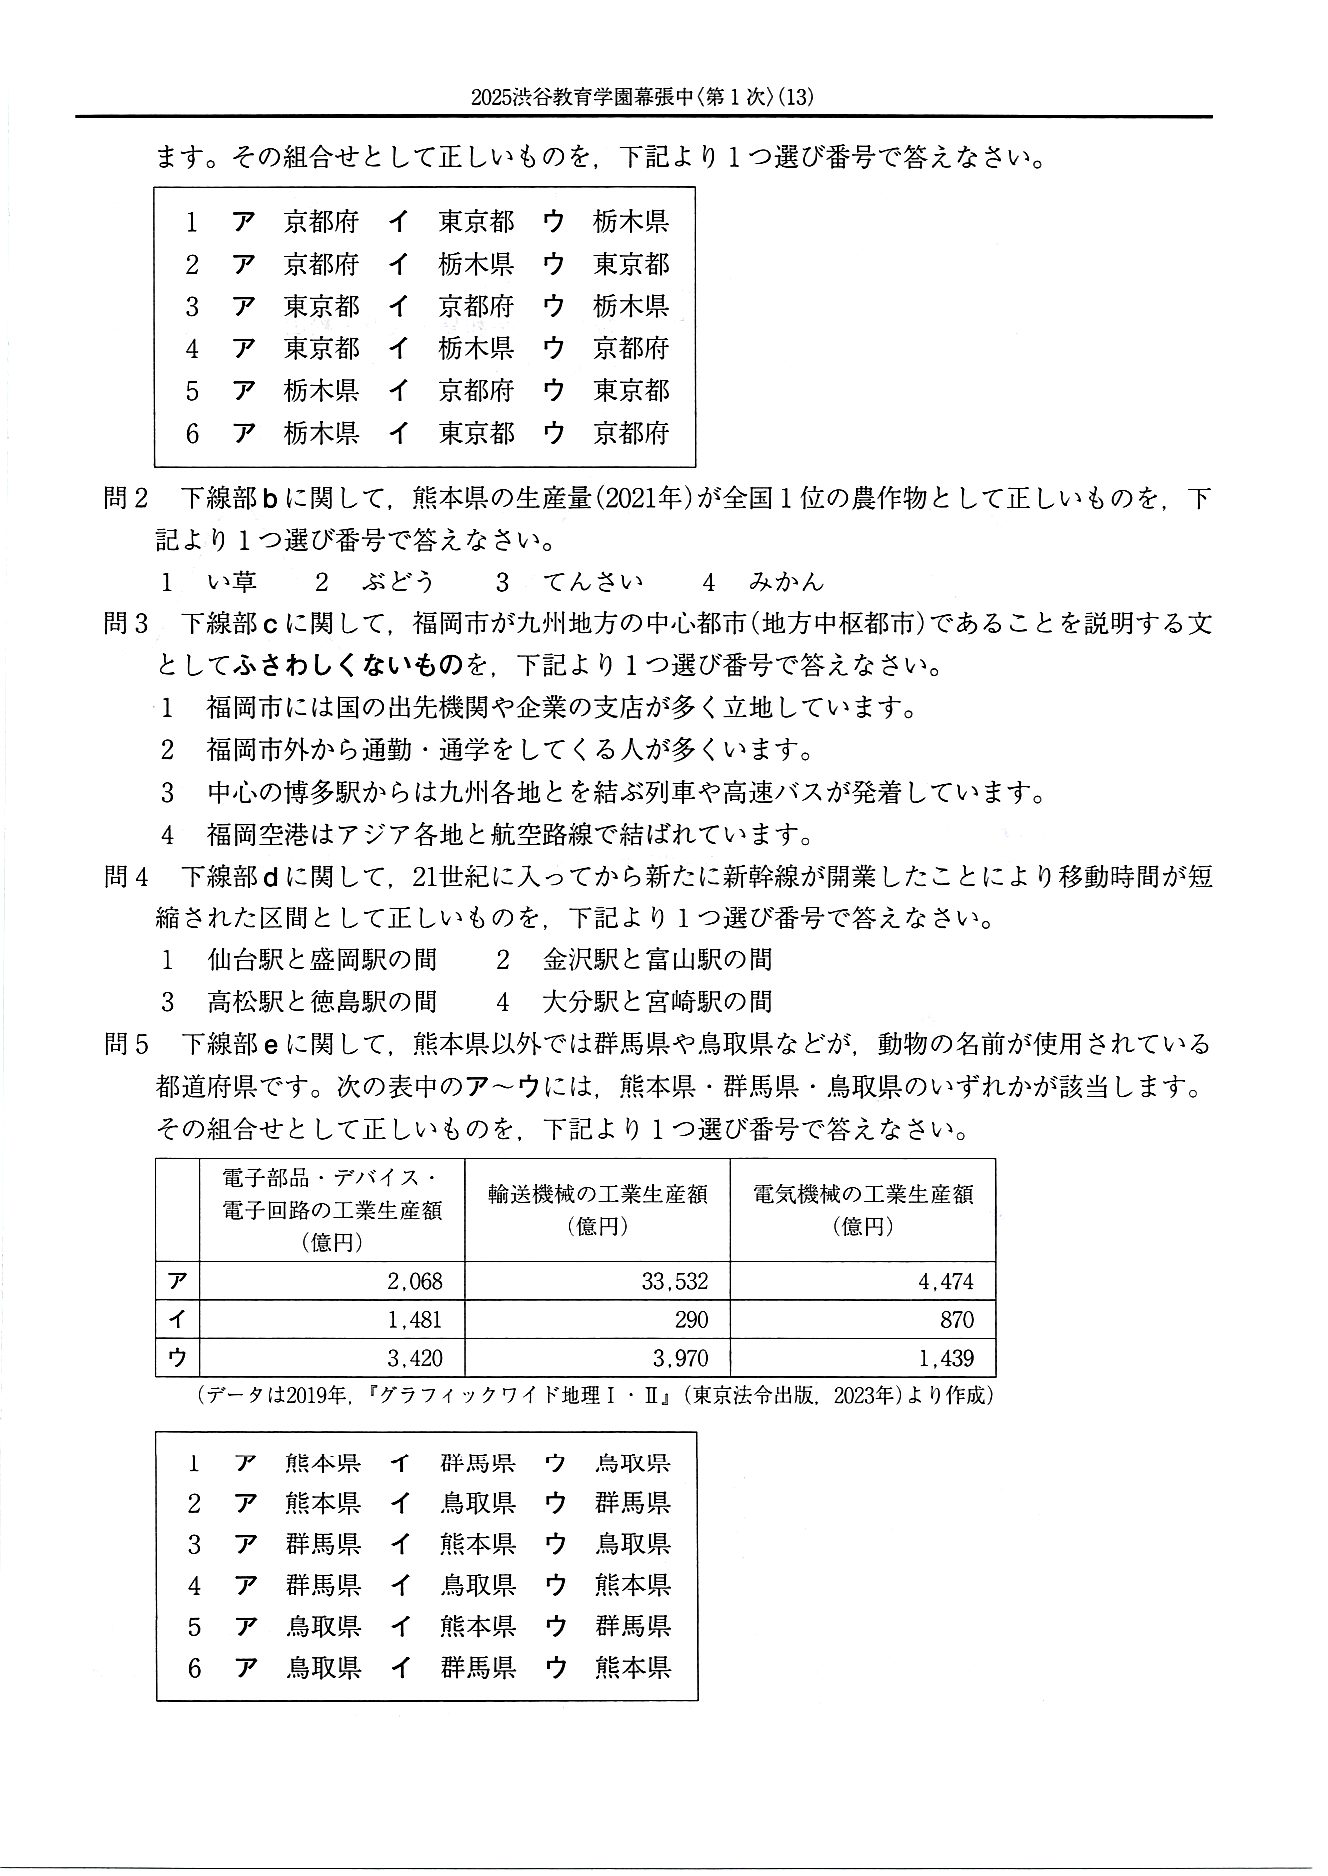 2025渋谷教育学園幕張中〈第1次〉(13)
ます。その組合せとして正しいものを，下記より1つ選び番号で答えなさい。
1 ア 京都府 イ 東京都 ウ 栃木県
2 ア 京都府 イ 栃木県 ウ 東京都
3 ア 東京都 イ 京都府 ウ 栃木県
4 ア 東京都 イ 栃木県 ウ 京都府
5 ア 栃木県 イ 京都府 ウ 東京都
6 ア 栃木県 イ 東京都 ウ 京都府
問2 下線部bに関して，熊本県の生産量(2021年)が全国1位の農作物として正しいものを，下
記より1つ選び番号で答えなさい。
1 い草 2 ぶどう 3 てんさい 4 みかん
問3 下線部cに関して，福岡市が九州地方の中心都市(地方中枢都市)であることを説明する文
としてふさわしくないものを，下記より1つ選び番号で答えなさい。
1 福岡市には国の出先機関や企業の支店が多く立地しています。
2 福岡市外から通勤・通学をしてくる人が多くいます。
3 中心の博多駅からは九州各地とを結ぶ列車や高速バスが発着しています。
4 福岡空港はアジア各地と航空路線で結ばれています。
問4 下線部dに関して，21世紀に入ってから新たに新幹線が開業したことにより移動時間が短
縮された区間として正しいものを，下記より1つ選び番号で答えなさい。
1 仙台駅と盛岡駅の間 2 金沢駅と富山駅の間
3 高松駅と徳島駅の間 4 大分駅と宮崎駅の間
問5 下線部eに関して，熊本県以外では群馬県や鳥取県などが，動物の名前が使用されている
都道府県です。次の表中のア～ウには，熊本県・群馬県・鳥取県のいずれかが該当します。
その組合せとして正しいものを，下記より1つ選び番号で答えなさい。
電子部品・デバイス・
電子回路の工業生産額
(億円)
輸送機械の工業生産額
(億円)
電気機械の工業生産額
(億円)
ア 2,068 33,532 4,474
イ 1,481 290 870
ウ 3,420 3,970 1,439
(データは2019年，『グラフィックワイド地理Ⅰ・Ⅱ』(東京法令出版，2023年)より作成)
1 ア 熊本県 イ 群馬県 ウ 鳥取県
2 ア 熊本県 イ 鳥取県 ウ 群馬県
3 ア 群馬県 イ 熊本県 ウ 鳥取県
4 ア 群馬県 イ 鳥取県 ウ 熊本県
5 ア 鳥取県 イ 熊本県 ウ 群馬県
6 ア 鳥取県 イ 群馬県 ウ 熊本県